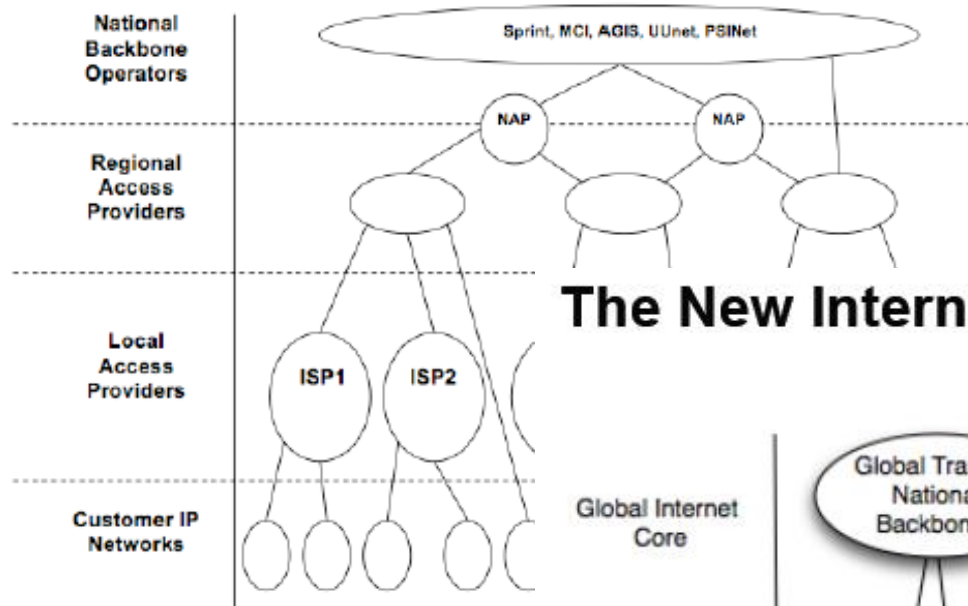 National
Backbone
Operators
Sprint, MCI, AGIS, UUnet, PSINet
NAP
NAP
Regional
Access
Providers
Local
Access
Providers
ISP1
ISP2
Customer IP
Networks
The New Intern
Global Internet
Core
Global Tra
Nationa
Backbon